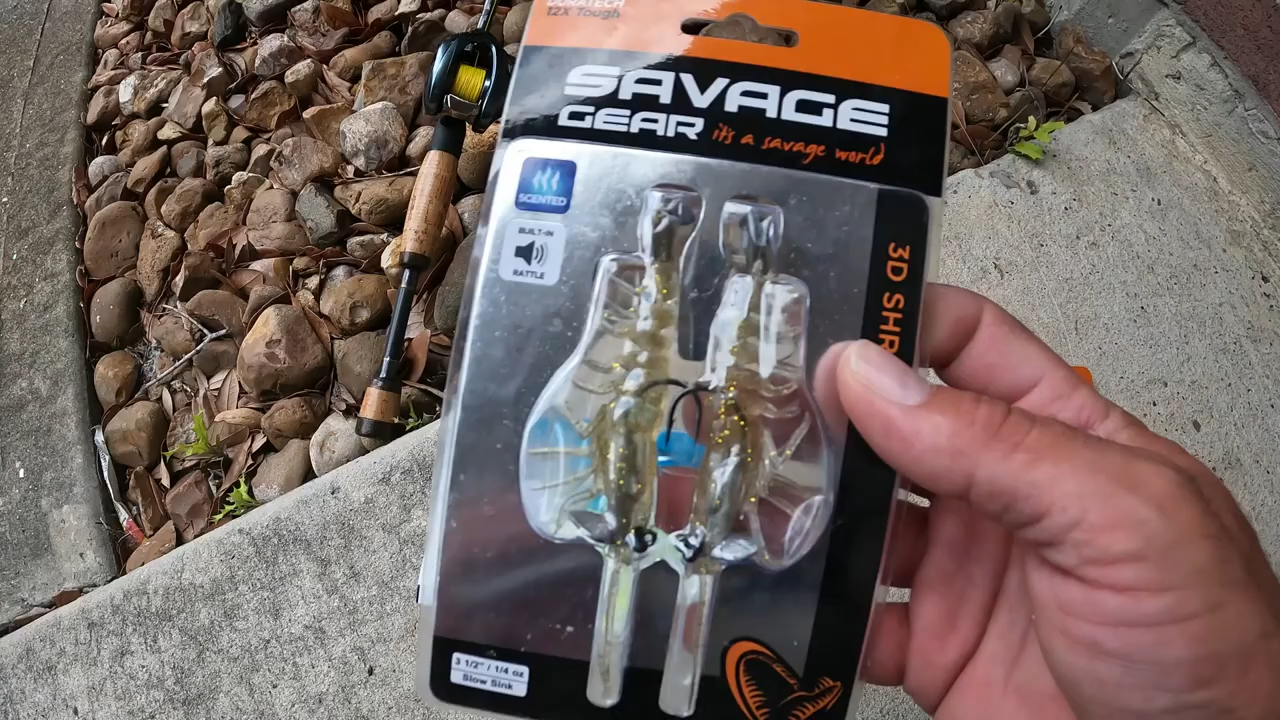 DURATECH
12X Tough
SAVAGE
GEAR it's a savage world
SCENTED
BUILT-IN
RATTLE
3D SHR
3 1/2" / 1/4 oz
Slow Sink